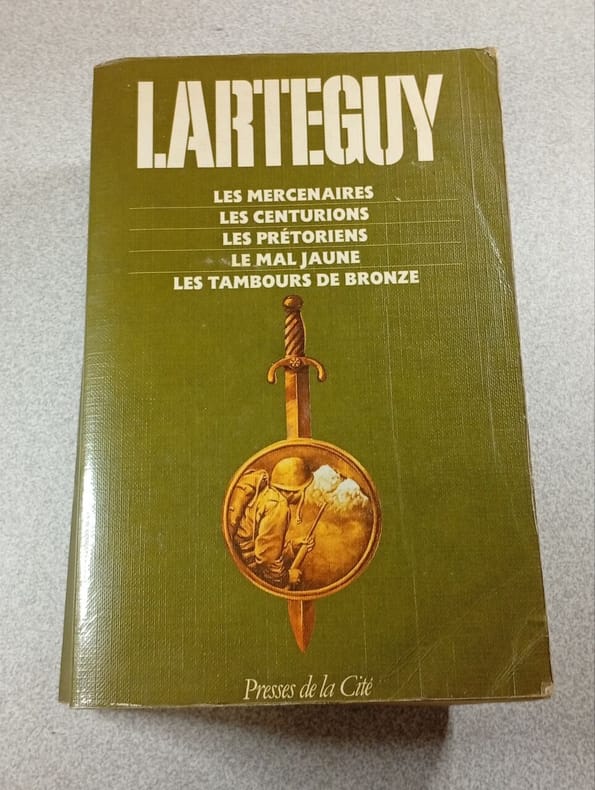 LARTEGUY
LES MERCENAIRES
LES CENTURIONS
LES PRÉTORIENS
LE MAL JAUNE
LES TAMBOURS DE BRONZE
Presses de la Cité